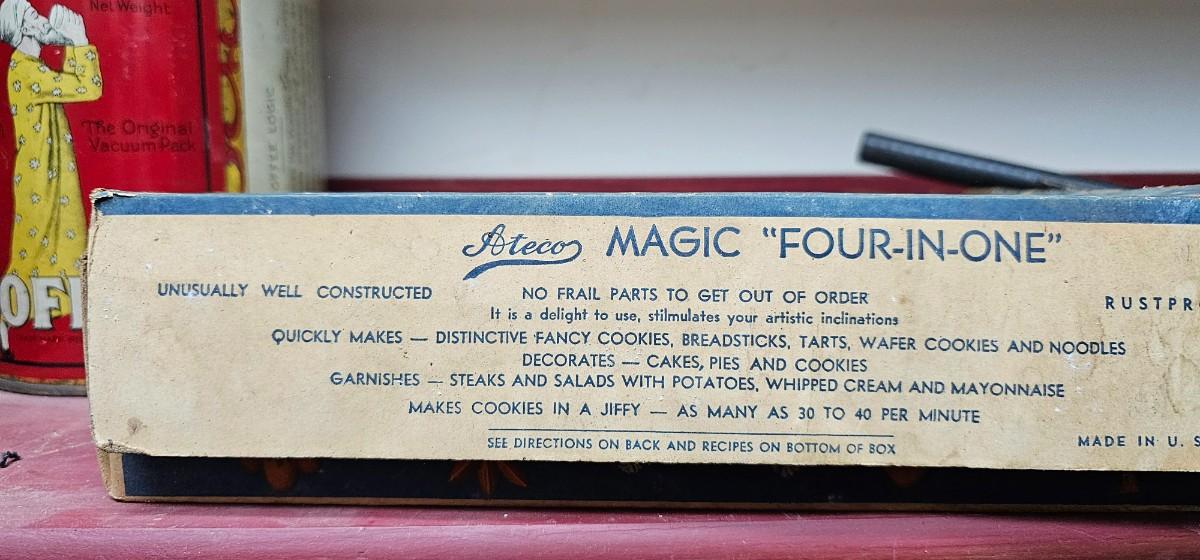 Net Weight
The Original
Vacuum Pack
OFF
Ateco MAGIC "FOUR-IN-ONE"
UNUSUALLY WELL CONSTRUCTED NO FRAIL PARTS TO GET OUT OF ORDER RUSTPR
It is a delight to use, stilmulates your artistic inclinations
QUICKLY MAKES — DISTINCTIVE FANCY COOKIES, BREADSTICKS, TARTS, WAFER COOKIES AND NOODLES
DECORATES — CAKES, PIES AND COOKIES
GARNISHES — STEAKS AND SALADS WITH POTATOES, WHIPPED CREAM AND MAYONNAISE
MAKES COOKIES IN A JIFFY — AS MANY AS 30 TO 40 PER MINUTE
SEE DIRECTIONS ON BACK AND RECIPES ON BOTTOM OF BOX
MADE IN U. S